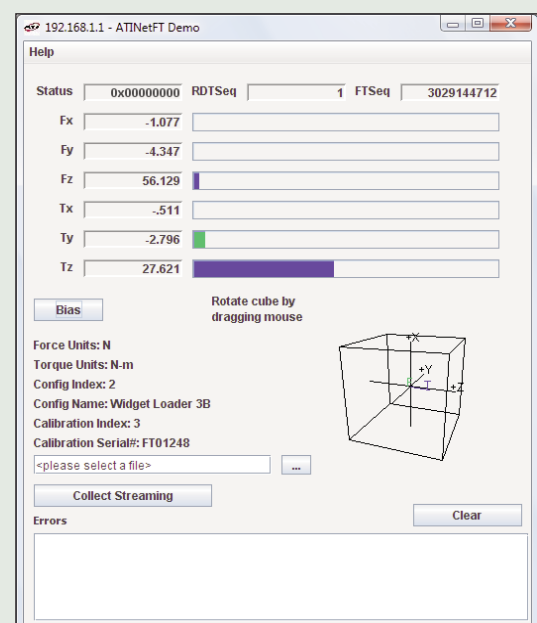 192.168.1.1 - ATINetFT Demo
Help
Status 0x00000000 RDTSeq 1 FTSeq 3029144712
Fx -1.077
Fy -4.347
Fz 56.129
Tx -.511
Ty -2.796
Tz 27.621
Bias
Rotate cube by
dragging mouse
Force Units: N
Torque Units: N-m
Config Index: 2
Config Name: Widget Loader 3B
Calibration Index: 3
Calibration Serial#: FT01248
+X
+Y
+Z
<please select a file> ...
Collect Streaming
Clear
Errors